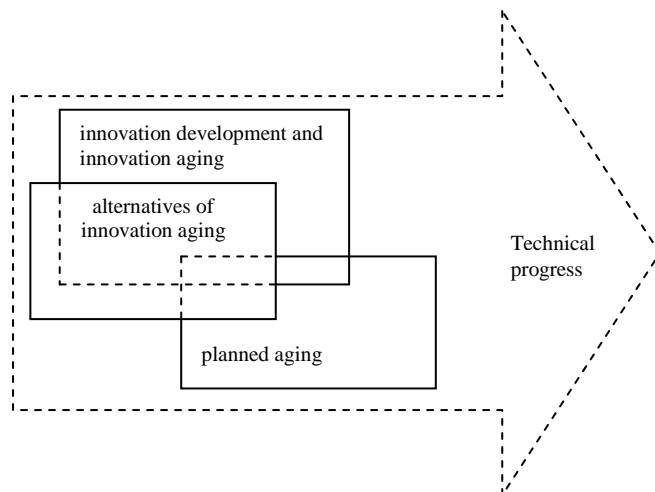 innovation development and
innovation aging
alternatives of
innovation aging
Technical
progress
planned aging